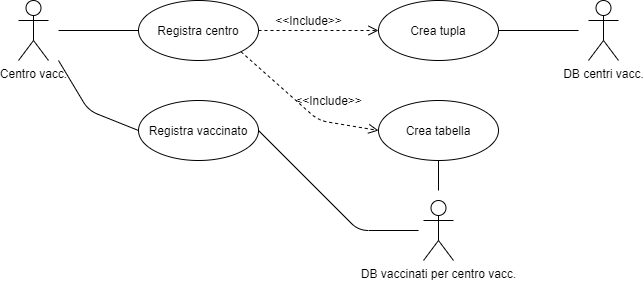 Registra centro
<<Include>>
Crea tupla
Centro vacc.
DB centri vacc.
<<Include>>
Registra vaccinato
Crea tabella
DB vaccinati per centro vacc.